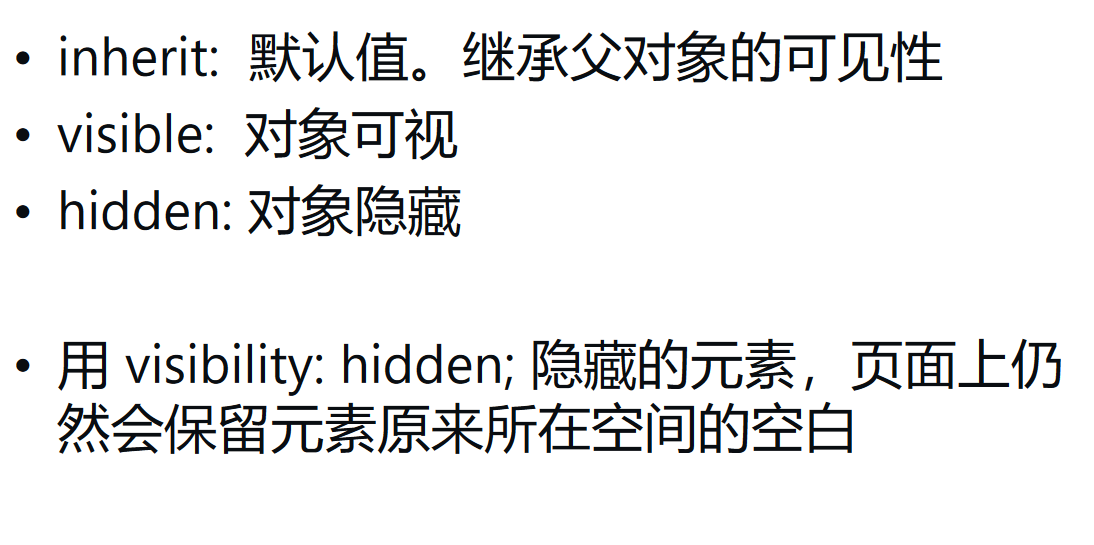 • inherit:  默认值。继承父对象的可见性
• visible:  对象可视
• hidden: 对象隐藏
• 用 visibility: hidden; 隐藏的元素，页面上仍
然会保留元素原来所在空间的空白